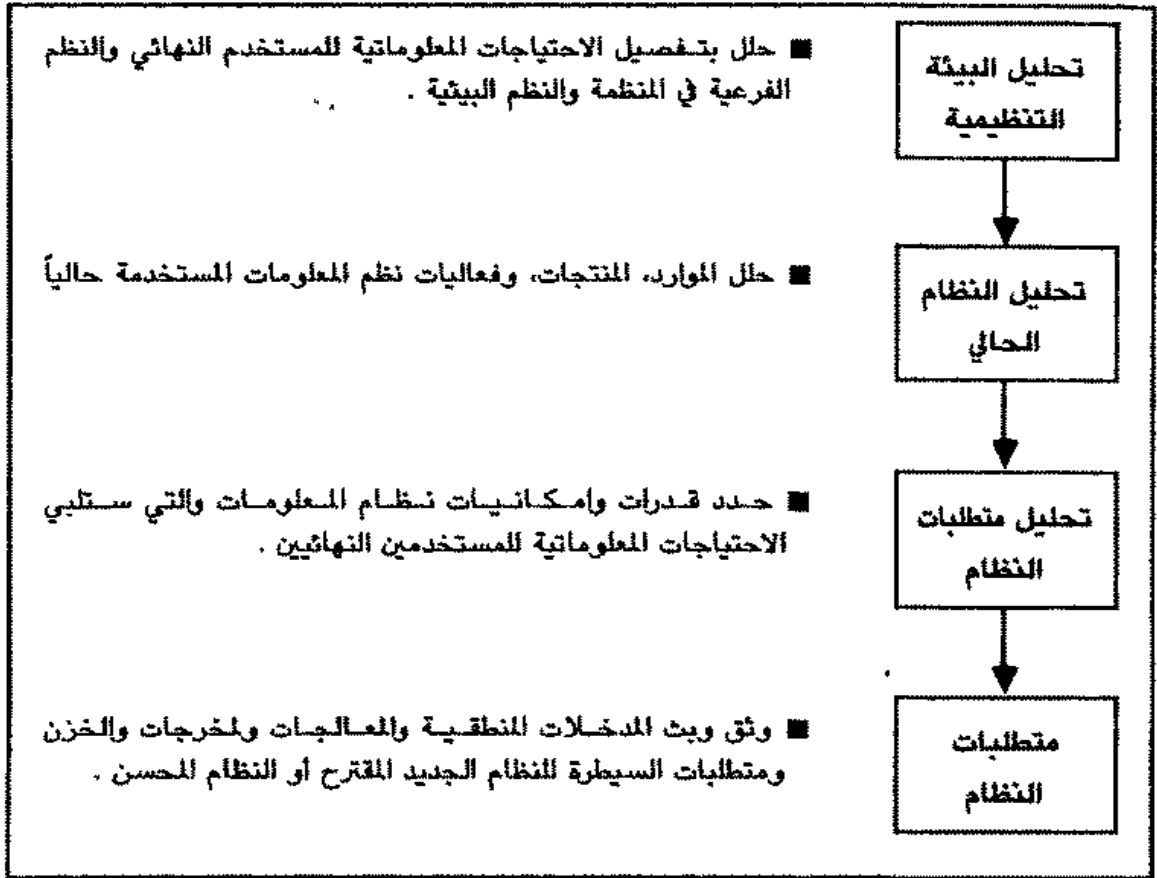 تحليل البيئة
التنظيمية
■ حلل بتفصيل الاحتياجات المعلوماتية للمستخدم النهائي والنظم
الفرعية في المنظمة والنظم البيئية .
تحليل النظام
الحالي
■ حلل الموارد، المنتجات، وفعاليات نظم المعلومات المستخدمة حالياً
تحليل متطلبات
النظام
■ حدد قدرات وإمكانيات نظام المعلومات والتي ستلبي
الاحتياجات المعلوماتية للمستخدمين النهائيين .
متطلبات
النظام
■ وثق وبث المدخلات المنطقية والمعالجات ولمخرجات والخزن
ومتطلبات السيطرة للنظام الجديد المقترح أو النظام المحسن .